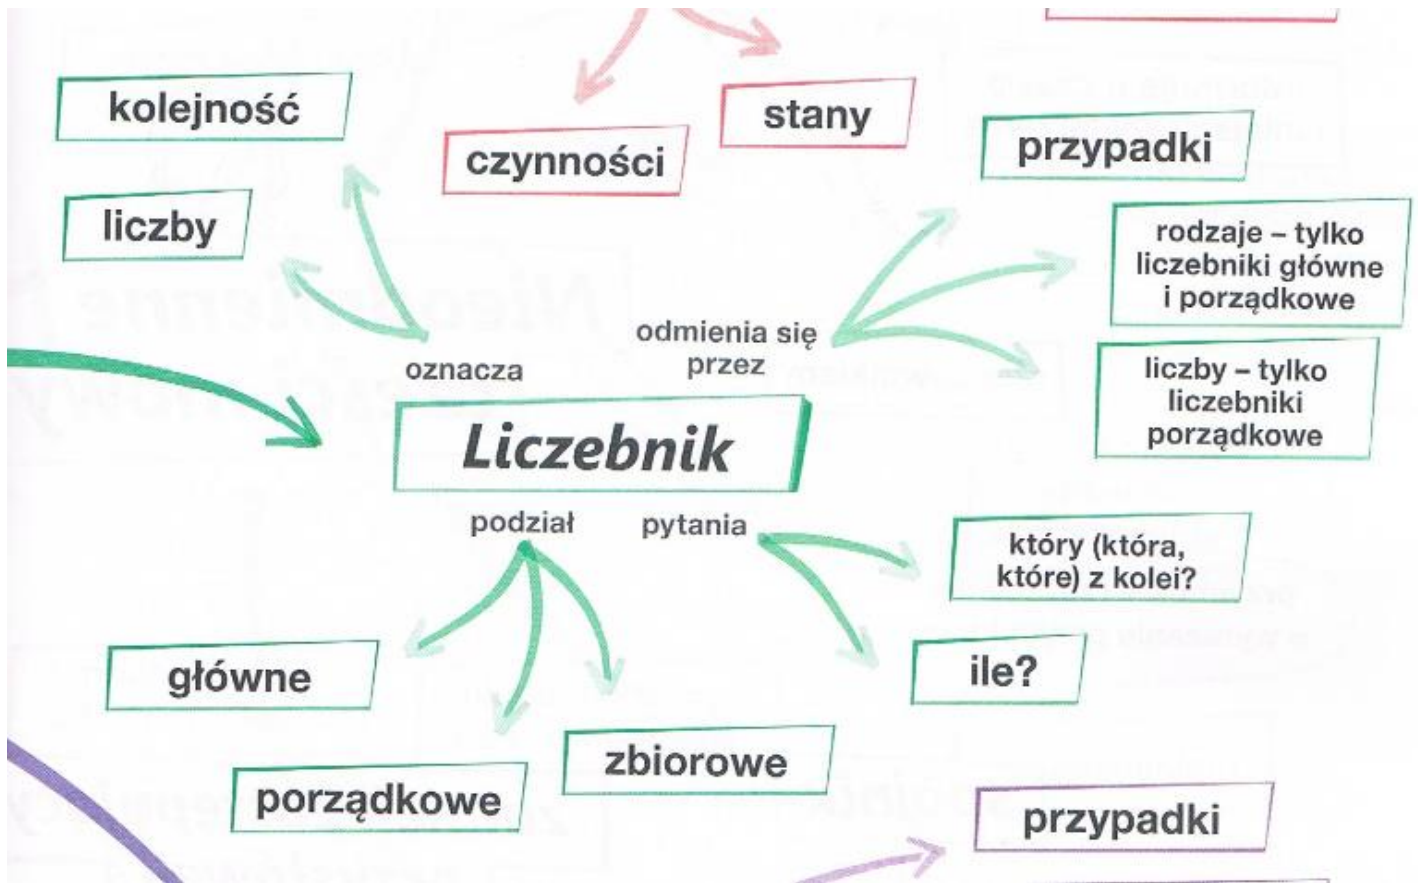 kolejność
liczby
czynności
stany
przypadki
rodzaje – tylko
liczebniki główne
i porządkowe
liczby – tylko
liczebniki
porządkowe
oznacza
odmienia się
przez
Liczebnik
podział
pytania
który (która,
które) z kolei?
ile?
główne
porządkowe
zbiorowe
przypadki